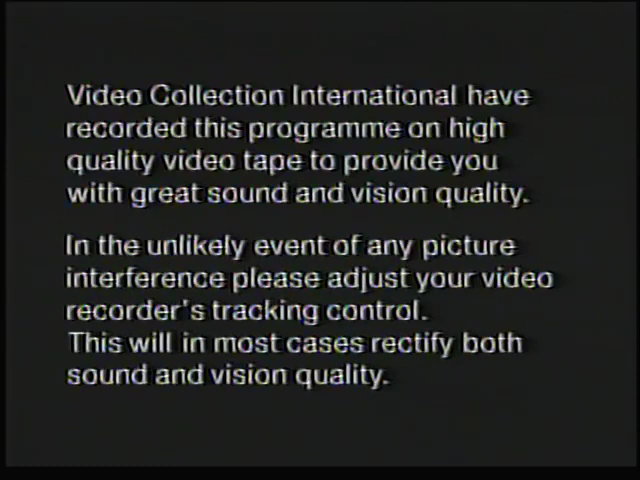 Video Collection International have
recorded this programme on high
quality video tape to provide you
with great sound and vision quality.
In the unlikely event of any picture
interference please adjust your video
recorder's tracking control.
This will in most cases rectify both
sound and vision quality.